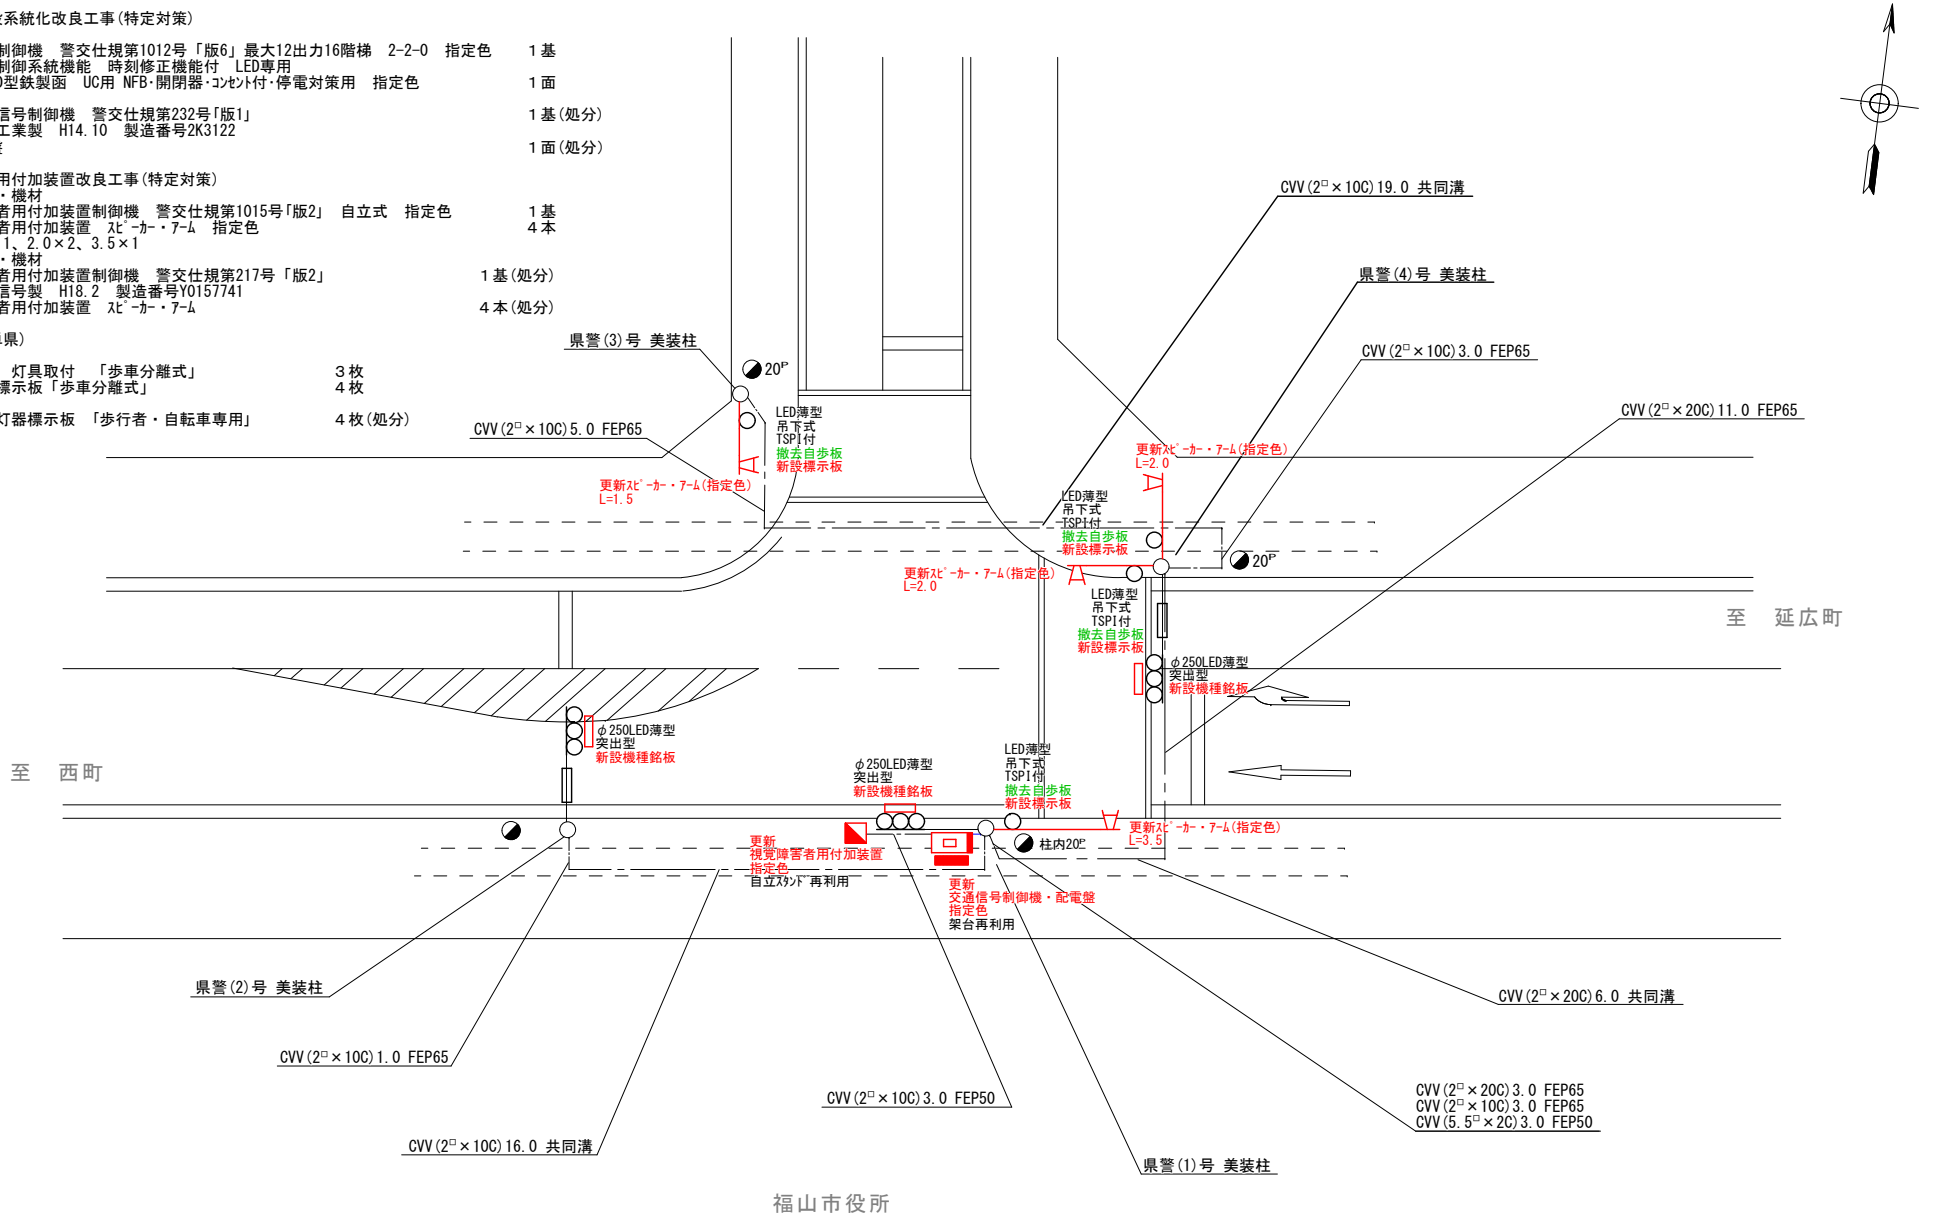 系統化改良工事(特定対策)
制御機　警交仕規第1012号「版6」最大12出力16階梯　2-2-0　指定色　1基
制御系統機能　時刻修正機能付　LED専用
D型鉄製函　UC用 NFB･開閉器･ｺﾝｾﾝﾄ付･停電対策用　指定色　1面
信号制御機　警交仕規第232号｢版1｣　1基(処分)
工業製　H14.10　製造番号2K3122
1面(処分)
用付加装置改良工事(特定対策)
・機材
者用付加装置制御機　警交仕規第1015号｢版2｣　自立式　指定色　1基
者用付加装置　ｽﾋﾟｰｶｰ・ｱｰﾑ　指定色　4本
1、2.0×2、3.5×1
・機材
者用付加装置制御機　警交仕規第217号「版2」　1基(処分)
信号製　H18.2　製造番号Y0157741
者用付加装置　ｽﾋﾟｰｶｰ・ｱｰﾑ　4本(処分)
県)
灯具取付　「歩車分離式」　3枚
標示板「歩車分離式」　4枚
灯器標示板　「歩行者・自転車専用」　4枚(処分)
CVV(2□×10C)19.0 共同溝
県警(4)号 美装柱
県警(3)号 美装柱
CVV(2□×10C)3.0 FEP65
20P
CVV(2□×20C)11.0 FEP65
CVV(2□×10C)5.0 FEP65
LED薄型
吊下式
TSPI付
撤去自歩板
新設標示板
更新ｽﾋﾟｰｶｰ・ｱｰﾑ(指定色)
L=1.5
更新ｽﾋﾟｰｶｰ・ｱｰﾑ(指定色)
L=2.0
LED薄型
吊下式
TSPI付
撤去自歩板
新設標示板
20P
更新ｽﾋﾟｰｶｰ・ｱｰﾑ(指定色)
L=2.0
LED薄型
吊下式
TSPI付
撤去自歩板
新設標示板
至　延広町
φ250LED薄型
突出型
新設機種銘板
φ250LED薄型
突出型
新設機種銘板
至　西町
φ250LED薄型
突出型
新設機種銘板
LED薄型
吊下式
TSPI付
撤去自歩板
新設標示板
更新ｽﾋﾟｰｶｰ・ｱｰﾑ(指定色)
L=3.5
柱内20P
更新
視覚障害者用付加装置
指定色
自立ｽﾀﾝﾄﾞ再利用
更新
交通信号制御機・配電盤
指定色
架台再利用
県警(2)号 美装柱
CVV(2□×20C)6.0 共同溝
CVV(2□×10C)1.0 FEP65
CVV(2□×10C)3.0 FEP50
CVV(2□×20C)3.0 FEP65
CVV(2□×10C)3.0 FEP65
CVV(5.5□×2C)3.0 FEP50
CVV(2□×10C)16.0 共同溝
県警(1)号 美装柱
福山市役所